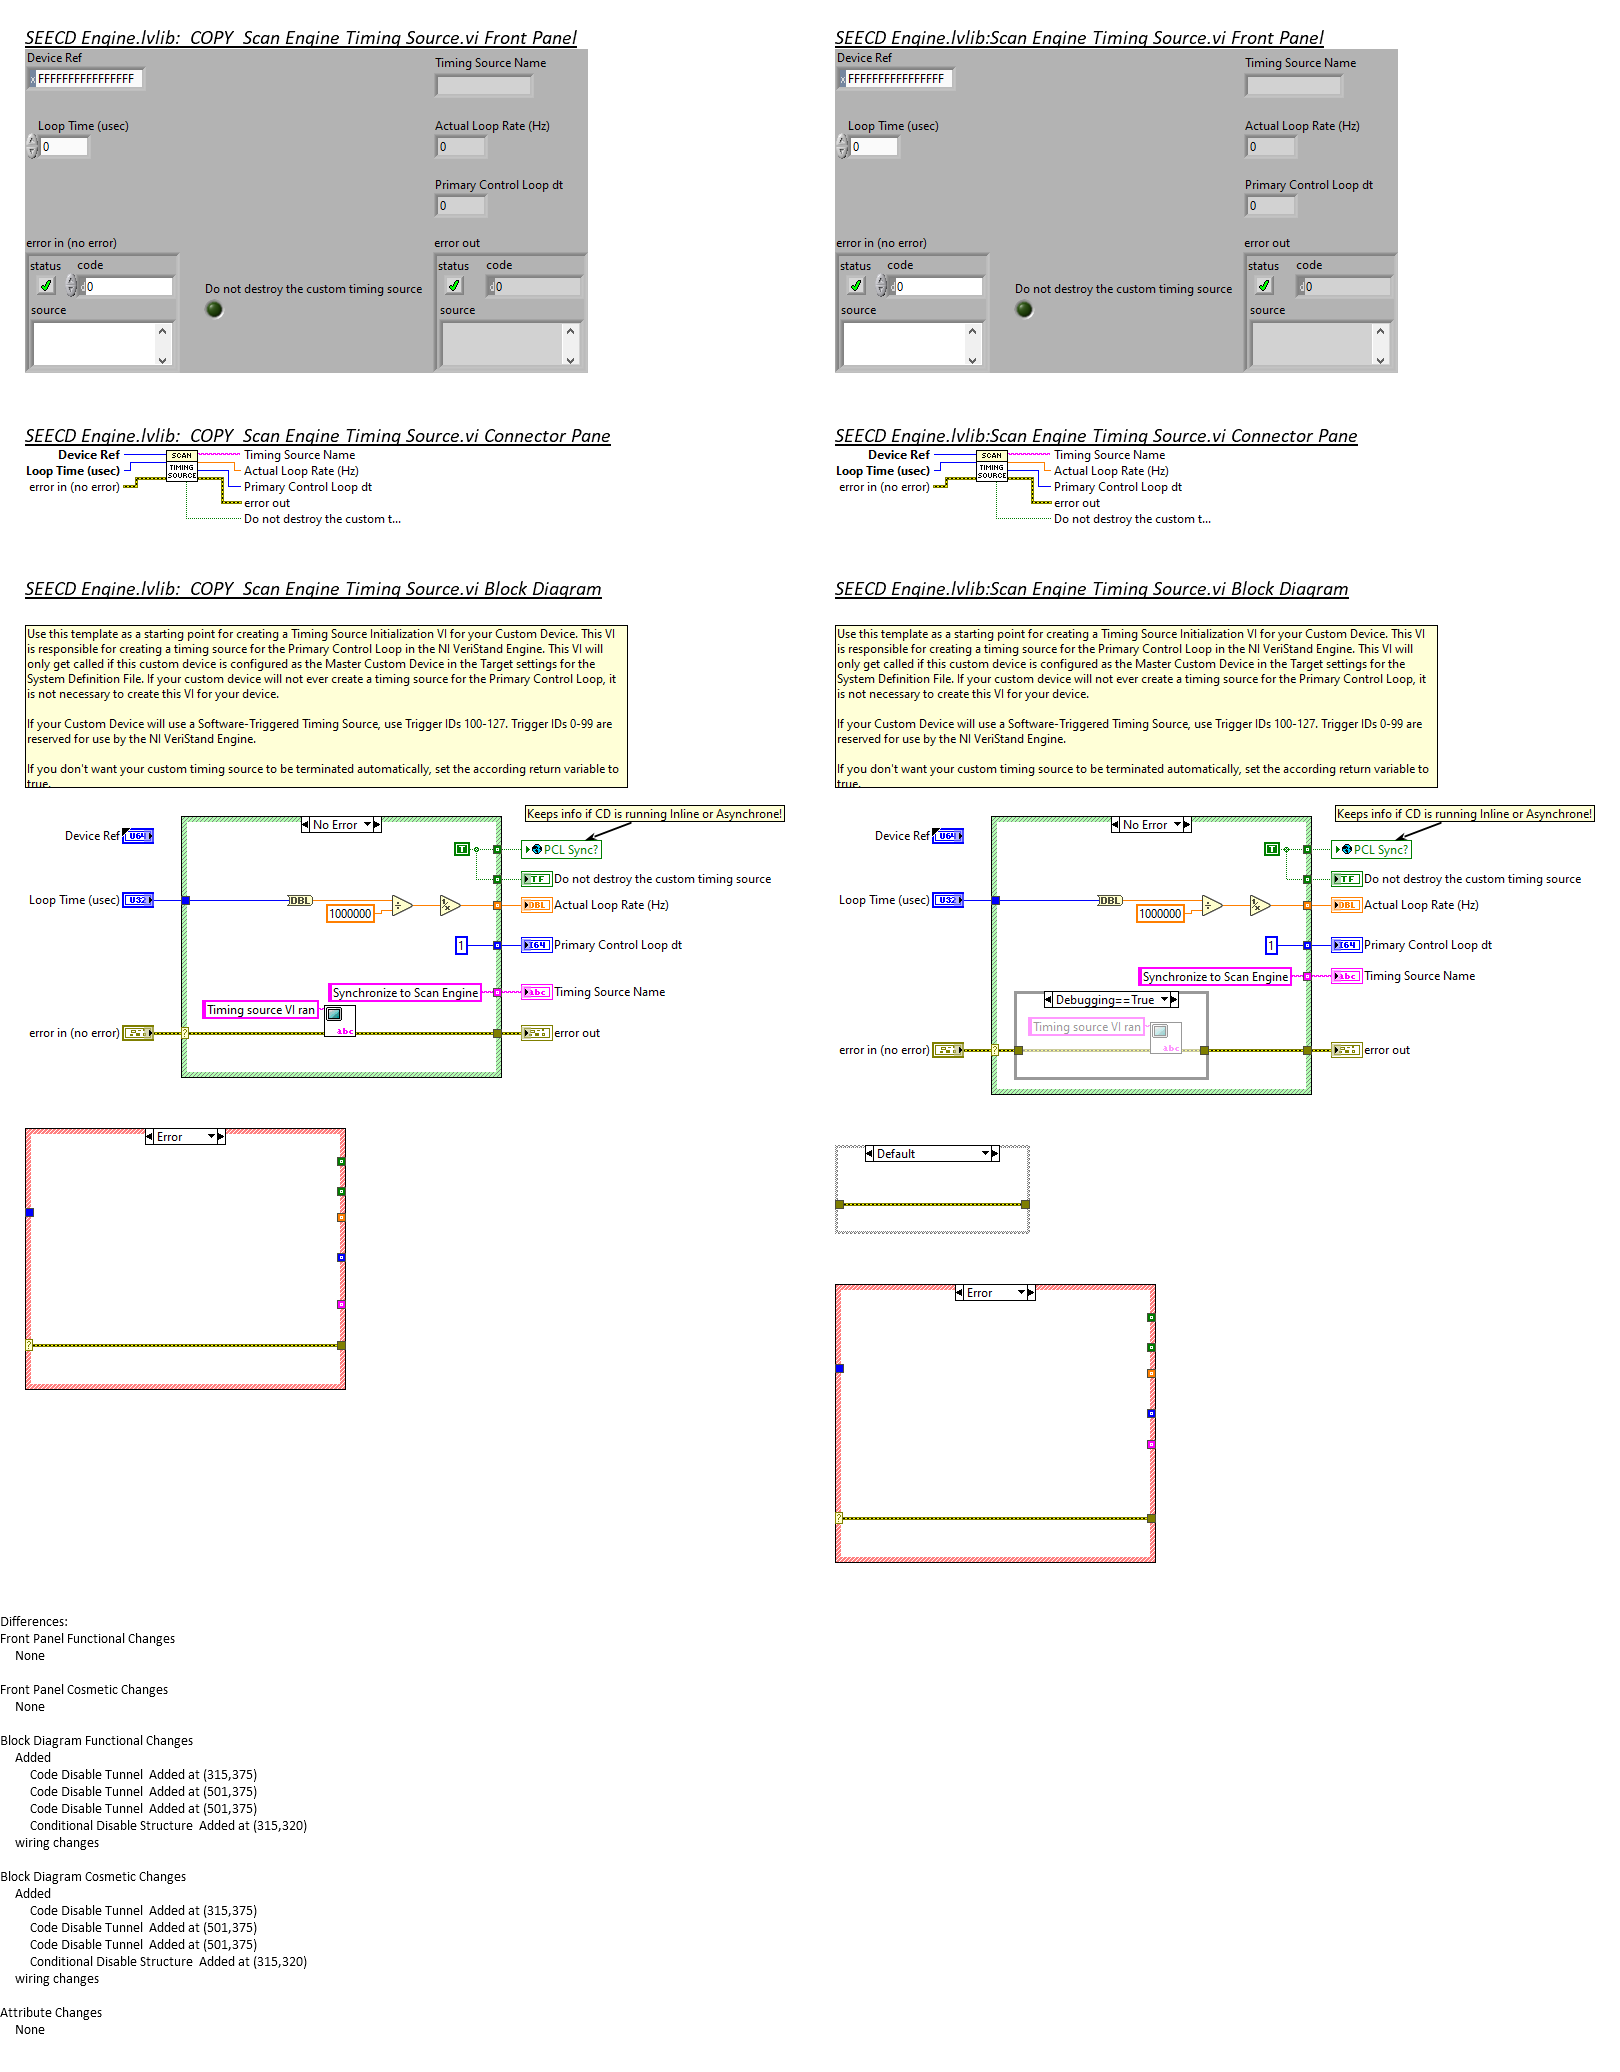 SEECD Engine.lvlib:  COPY  Scan Engine Timing Source.vi Front Panel
Device Ref
x FFFFFFFFFFFFFFFF
Timing Source Name
Loop Time (usec)
0
Actual Loop Rate (Hz)
0
Primary Control Loop dt
0
error in (no error)
status
code
d 0
source
Do not destroy the custom timing source
error out
status
code
d 0
source
SEECD Engine.lvlib:Scan Engine Timing Source.vi Front Panel
Device Ref
x FFFFFFFFFFFFFFFF
Timing Source Name
Loop Time (usec)
0
Actual Loop Rate (Hz)
0
Primary Control Loop dt
0
error in (no error)
status
code
d 0
source
Do not destroy the custom timing source
error out
status
code
d 0
source
SEECD Engine.lvlib:  COPY  Scan Engine Timing Source.vi Connector Pane
Device Ref
Loop Time (usec)
error in (no error)
SCAN
TIMING
SOURCE
Timing Source Name
Actual Loop Rate (Hz)
Primary Control Loop dt
error out
Do not destroy the custom t...
SEECD Engine.lvlib:Scan Engine Timing Source.vi Connector Pane
Device Ref
Loop Time (usec)
error in (no error)
SCAN
TIMING
SOURCE
Timing Source Name
Actual Loop Rate (Hz)
Primary Control Loop dt
error out
Do not destroy the custom t...
SEECD Engine.lvlib:  COPY  Scan Engine Timing Source.vi Block Diagram
Use this template as a starting point for creating a Timing Source Initialization VI for your Custom Device. This VI
is responsible for creating a timing source for the Primary Control Loop in the NI VeriStand Engine. This VI will
only get called if this custom device is configured as the Master Custom Device in the Target settings for the
System Definition File. If your custom device will not ever create a timing source for the Primary Control Loop, it
is not necessary to create this VI for your device.
If your Custom Device will use a Software-Triggered Timing Source, use Trigger IDs 100-127. Trigger IDs 0-99 are
reserved for use by the NI VeriStand Engine.
If you don't want your custom timing source to be terminated automatically, set the according return variable to
true.
Keeps info if CD is running Inline or Asynchrone!
No Error
Device Ref
U64
T
PCL Sync?
TF
Do not destroy the custom timing source
Loop Time (usec)
U32
DBL
1000000
÷
1/x
DBL
Actual Loop Rate (Hz)
1
I64
Primary Control Loop dt
Synchronize to Scan Engine
abc
Timing Source Name
Timing source VI ran
abc
error in (no error)
?
error out
Error
?
SEECD Engine.lvlib:Scan Engine Timing Source.vi Block Diagram
Use this template as a starting point for creating a Timing Source Initialization VI for your Custom Device. This VI
is responsible for creating a timing source for the Primary Control Loop in the NI VeriStand Engine. This VI will
only get called if this custom device is configured as the Master Custom Device in the Target settings for the
System Definition File. If your custom device will not ever create a timing source for the Primary Control Loop, it
is not necessary to create this VI for your device.
If your Custom Device will use a Software-Triggered Timing Source, use Trigger IDs 100-127. Trigger IDs 0-99 are
reserved for use by the NI VeriStand Engine.
If you don't want your custom timing source to be terminated automatically, set the according return variable to
true.
Keeps info if CD is running Inline or Asynchrone!
No Error
Device Ref
U64
T
PCL Sync?
TF
Do not destroy the custom timing source
Loop Time (usec)
U32
DBL
1000000
÷
1/x
DBL
Actual Loop Rate (Hz)
1
I64
Primary Control Loop dt
Synchronize to Scan Engine
abc
Timing Source Name
Debugging==True
Timing source VI ran
abc
error in (no error)
?
error out
Default
Error
?
Differences:
Front Panel Functional Changes
None
Front Panel Cosmetic Changes
None
Block Diagram Functional Changes
Added
Code Disable Tunnel  Added at (315,375)
Code Disable Tunnel  Added at (501,375)
Code Disable Tunnel  Added at (501,375)
Conditional Disable Structure  Added at (315,320)
wiring changes
Block Diagram Cosmetic Changes
Added
Code Disable Tunnel  Added at (315,375)
Code Disable Tunnel  Added at (501,375)
Code Disable Tunnel  Added at (501,375)
Conditional Disable Structure  Added at (315,320)
wiring changes
Attribute Changes
None